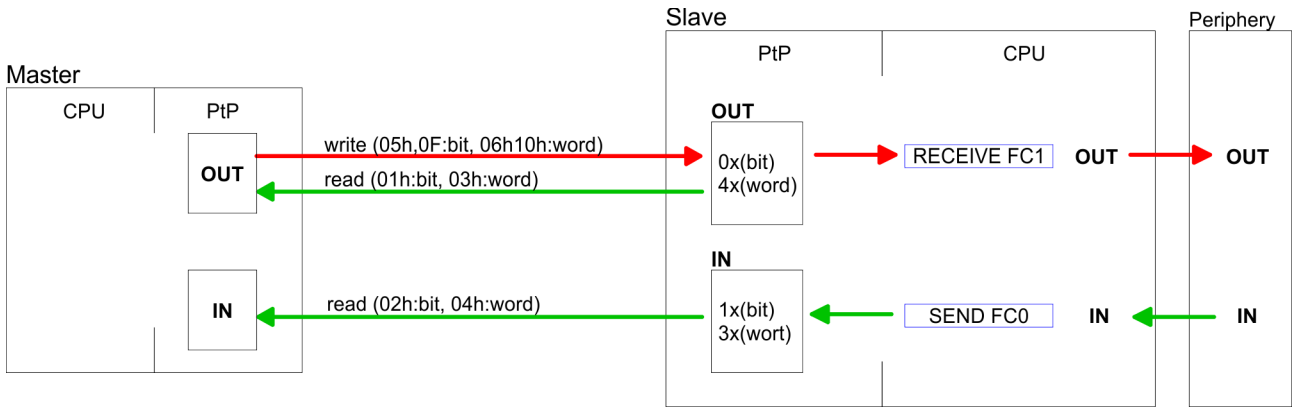 Slave
Periphery
PtP
CPU
Master
CPU
PtP
OUT
write (05h,0F:bit, 06h10h:word)
OUT
read (01h:bit, 03h:word)
0x(bit)
4x(word)
RECEIVE FC1
OUT
OUT
IN
IN
read (02h:bit, 04h:word)
1x(bit)
3x(wort)
SEND FC0
IN
IN